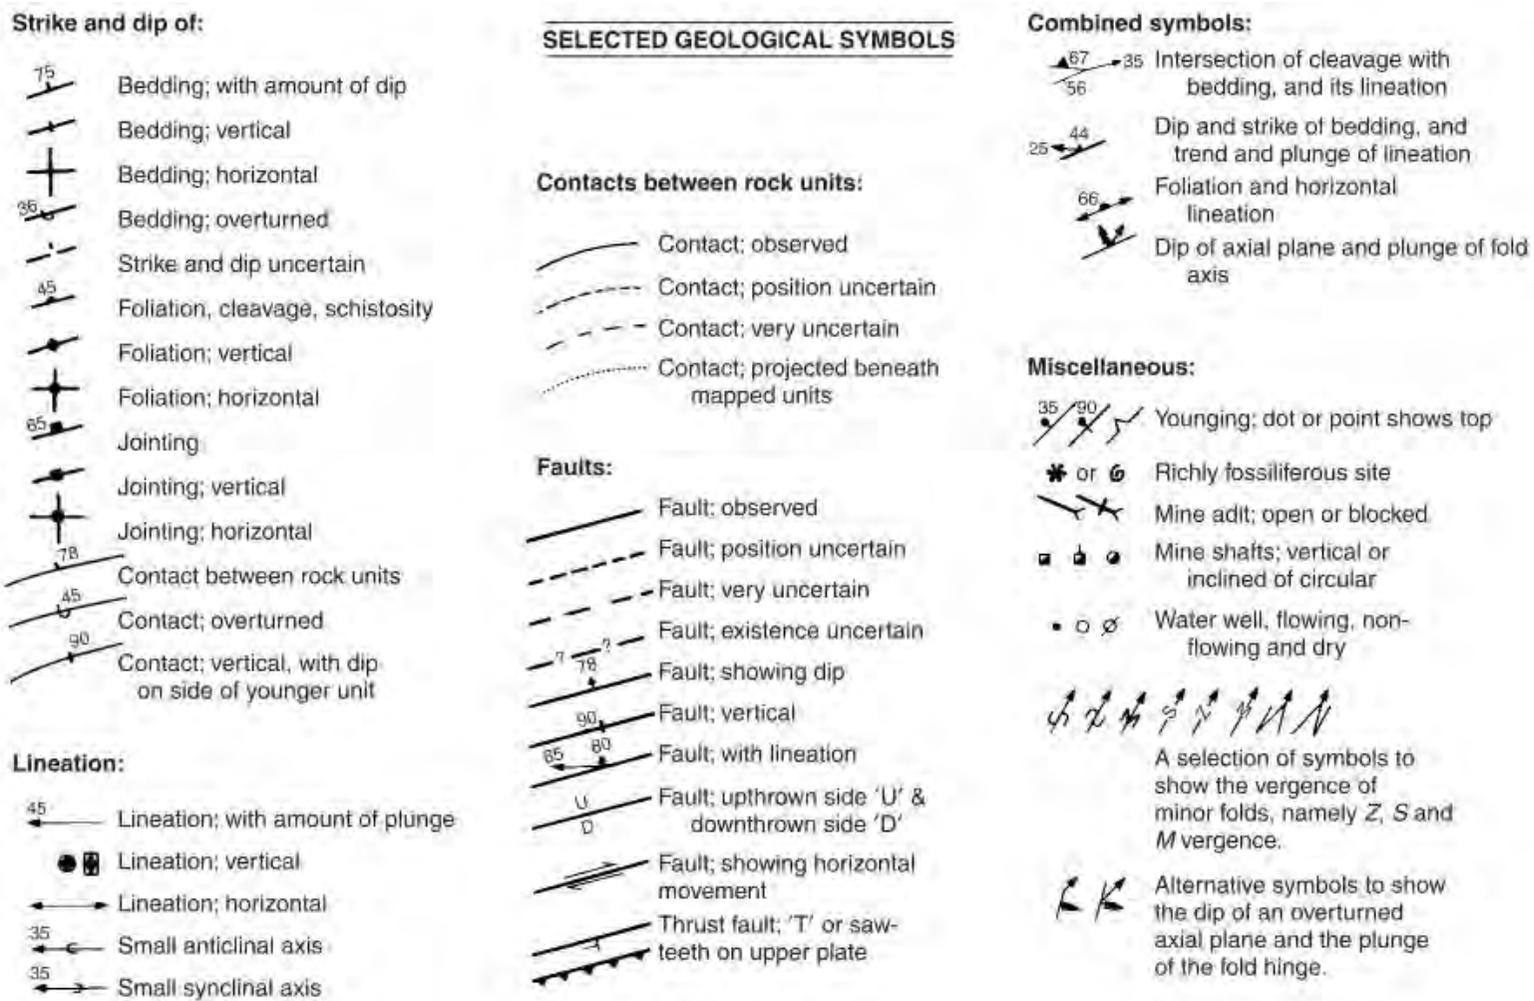 Strike and dip of:
75
Bedding; with amount of dip
Bedding; vertical
Bedding; horizontal
36
Bedding; overturned
Strike and dip uncertain
45
Foliation, cleavage, schistosity
Foliation; vertical
Foliation; horizontal
65
Jointing
Jointing; vertical
Jointing; horizontal
78
Contact between rock units
45
Contact; overturned
90
Contact; vertical, with dip
on side of younger unit
Lineation:
45
Lineation; with amount of plunge
Lineation; vertical
Lineation; horizontal
35
Small anticlinal axis
35
Small synclinal axis
SELECTED GEOLOGICAL SYMBOLS
Contacts between rock units:
Contact; observed
Contact; position uncertain
Contact; very uncertain
Contact; projected beneath
mapped units
Faults:
Fault; observed
Fault; position uncertain
Fault; very uncertain
? ?
Fault; existence uncertain
78
Fault; showing dip
90
Fault; vertical
65 80
Fault; with lineation
U
D
Fault; upthrown side ‘U’ &
downthrown side ‘D’
Fault; showing horizontal
movement
Thrust fault; ‘T’ or saw-
teeth on upper plate
Combined symbols:
67 35
56
Intersection of cleavage with
bedding, and its lineation
44
25
Dip and strike of bedding, and
trend and plunge of lineation
66
Foliation and horizontal
lineation
Dip of axial plane and plunge of fold
axis
Miscellaneous:
35 90
Younging; dot or point shows top
or
Richly fossiliferous site
Mine adit; open or blocked
Mine shafts; vertical or
inclined of circular
Water well, flowing, non-
flowing and dry
S Z M S Z M
A selection of symbols to
show the vergence of
minor folds, namely Z, S and
M vergence.
Alternative symbols to show
the dip of an overturned
axial plane and the plunge
of the fold hinge.